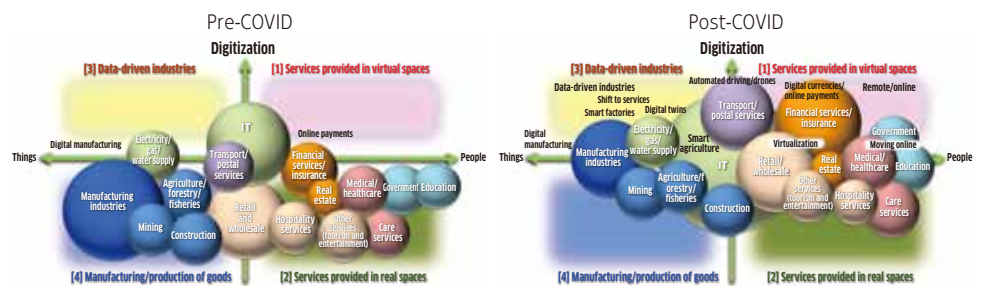 Pre-COVID
Digitization
[3] Data-driven industries
[1] Services provided in virtual spaces
IT
Online payments
Digital manufacturing
Electricity/
gas/
water supply
Things
People
Transport/
postal
services
Financial
services/
insurance
Manufacturing
industries
Agriculture/
forestry/
fisheries
Real
estate
Medical/
healthcare
Government
Education
Mining
Construction
Retail
and
wholesale
Hospitality
services
Other
services
(tourism and
entertainment)
Care
services
[4] Manufacturing/production of goods
[2] Services provided in real spaces
Post-COVID
Digitization
[3] Data-driven industries
[1] Services provided in virtual spaces
Data-driven industries
Shift to services
Smart factories
Digital twins
Automated driving/drones
Digital currencies/
online payments
Remote/online
Transport/
postal services
Financial services/
insurance
Digital
manufacturing
Electricity/
gas/
water supply
Smart
agriculture
Virtualization
Government
Moving online
Things
People
Manufacturing
industries
IT
Retail/
wholesale
Real
estate
Medical/
healthcare
Education
Mining
Agriculture/f
orestry/
fisheries
Construction
Other
services
(tourism and
entertainment)
Hospitality
services
Care
services
[4] Manufacturing/production of goods
[2] Services provided in real spaces